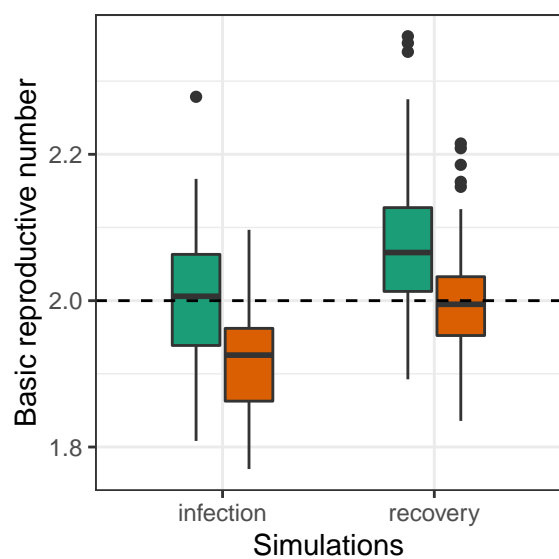 Basic reproductive number
2.2
2.0
1.8
infection recovery
Simulations